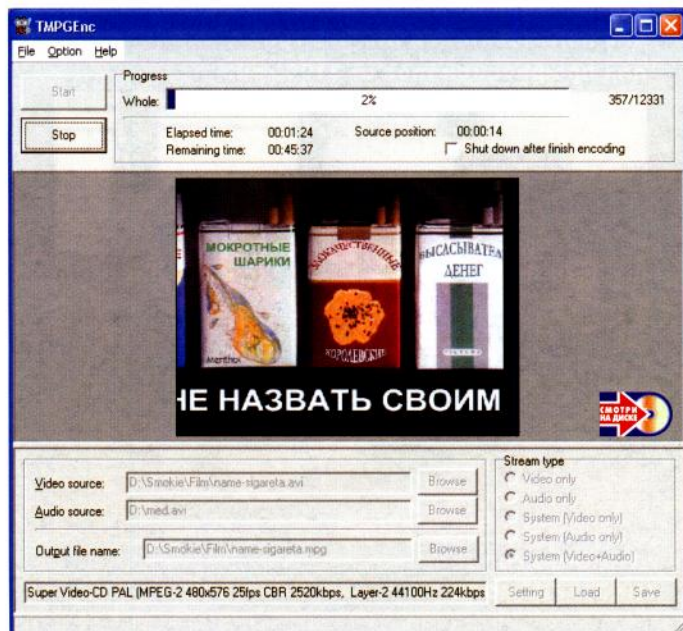 TMPGEnc
File Option Help
Start
Stop
Progress
Whole: 2% 357/12331
Elapsed time: 00:01:24 Source position: 00:00:14
Remaining time: 00:45:37 Shut down after finish encoding
МОКРОТНЫЕ
ШАРИКИ
Menthol
ЗЛОКАЧЕСТВЕННЫЕ
КОРОЛЕВСКИЕ
ВЫСАСЫВАТЕЛ
ДЕНЕГ
НЕ НАЗВАТЬ СВОИМ
СМОТРИ
НА ДИСКЕ
Video source: D:\Smokie\Film\name-sigareta.avi Browse
Audio source: D:\med.avi Browse
Output file name: D:\Smokie\Film\name-sigareta.mpg Browse
Stream type
Video only
Audio only
System (Video only)
System (Audio only)
System (Video+Audio)
Super Video-CD PAL (MPEG-2 480x576 25fps CBR 2520kbps, Layer-2 44100Hz 224kbps
Setting Load Save